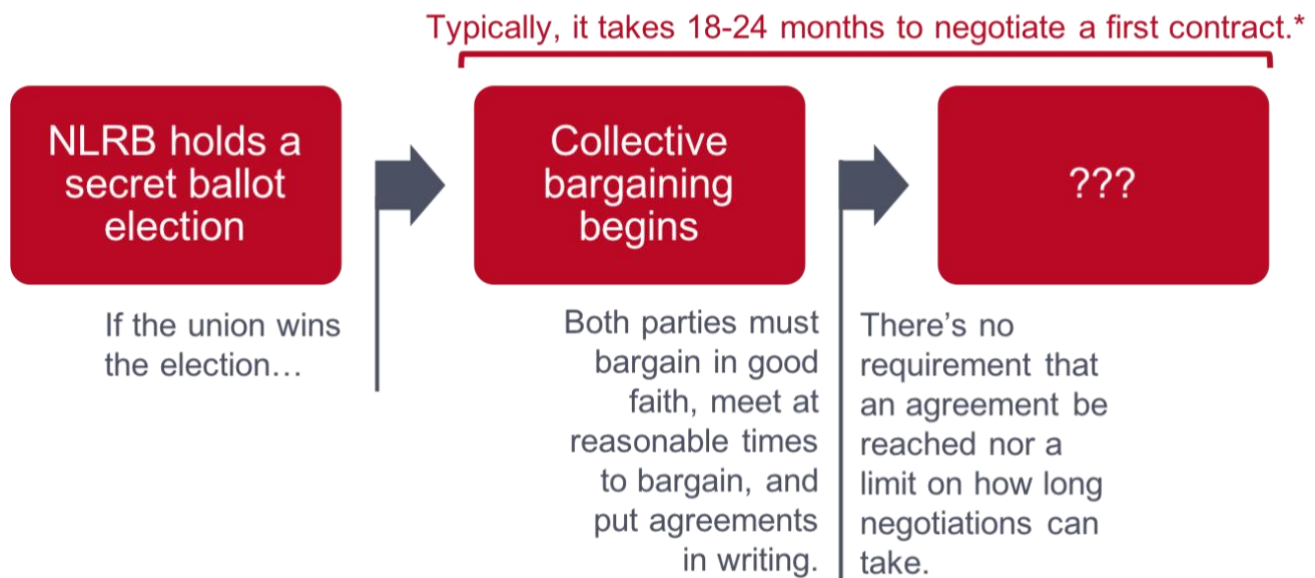 Typically, it takes 18-24 months to negotiate a first contract.*
NLRB holds a
secret ballot
election
Collective
bargaining
begins
???
If the union wins
the election…
Both parties must
bargain in good
faith, meet at
reasonable times
to bargain, and
put agreements
in writing.
There’s no
requirement that
an agreement be
reached nor a
limit on how long
negotiations can
take.